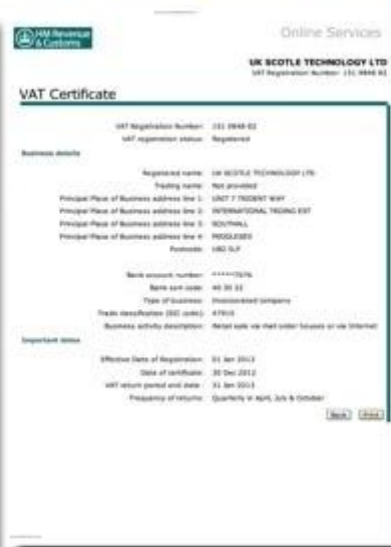 HM Revenue
& Customs
Online Services
UK SCOTLE TECHNOLOGY LTD
VAT Registration Number: 151 9848 82
VAT Certificate
VAT Registration Number: 151 9848 82
VAT registration status: Registered
Business details
Registered name: UK SCOTLE TECHNOLOGY LTD
Trading name: Not provided
Principal Place of Business address line 1: UNIT 7 TRIDENT WAY
Principal Place of Business address line 2: INTERNATIONAL TRDING EST
Principal Place of Business address line 3: SOUTHALL
Principal Place of Business address line 4: MIDDLESEX
Postcode: UB2 5LF
Bank account number:
Bank sort code: 40 30 32
Type of business: Incorporated company
Trade classification (SIC code): 47910
Business activity description: Retail sale via mail order houses or via Internet
Important dates
Effective Date of Registration: 01 Jan 2013
Date of certificate: 30 Dec 2012
VAT return period end date: 31 Jan 2013
Frequency of returns: Quarterly in April, July & October
Back Print